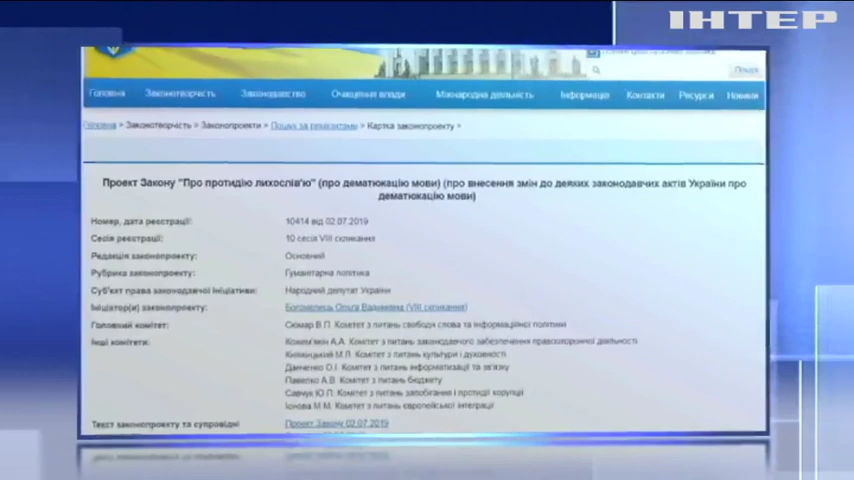 ІНТЕР
Пошук
Головна Законотворчість Законодавство Очищення влади Міжнародна діяльність Інформація Контакти Ресурси Новини
Головна > Законотворчість > Законопроекти > Пошук за реквізитами > Картка законопроекту >
Проект Закону "Про протидію лихослів'ю" (про дематюкацію мови) (про внесення змін до деяких законодавчих актів України про
дематюкацію мови)
Номер, дата реєстрації: 10414 від 02.07.2019
Сесія реєстрації: 10 сесія VIII скликання
Редакція законопроекту: Основний
Рубрика законопроекту: Гуманітарна політика
Суб'єкт права законодавчої ініціативи: Народний депутат України
Ініціатор(и) законопроекту: Богомолець Ольга Вадимівна (VIII скликання)
Головний комітет: Сюмар В.П. Комітет з питань свободи слова та інформаційної політики
Інші комітети: Кожем'якін А.А. Комітет з питань законодавчого забезпечення правоохоронної діяльності
Княжицький М.Л. Комітет з питань культури і духовності
Данченко О.І. Комітет з питань інформатизації та зв'язку
Павелко А.В. Комітет з питань бюджету
Савчук Ю.П. Комітет з питань запобігання і протидії корупції
Іонова М.М. Комітет з питань європейської інтеграції
Текст законопроекту та супровідні Проект Закону 02.07.2019